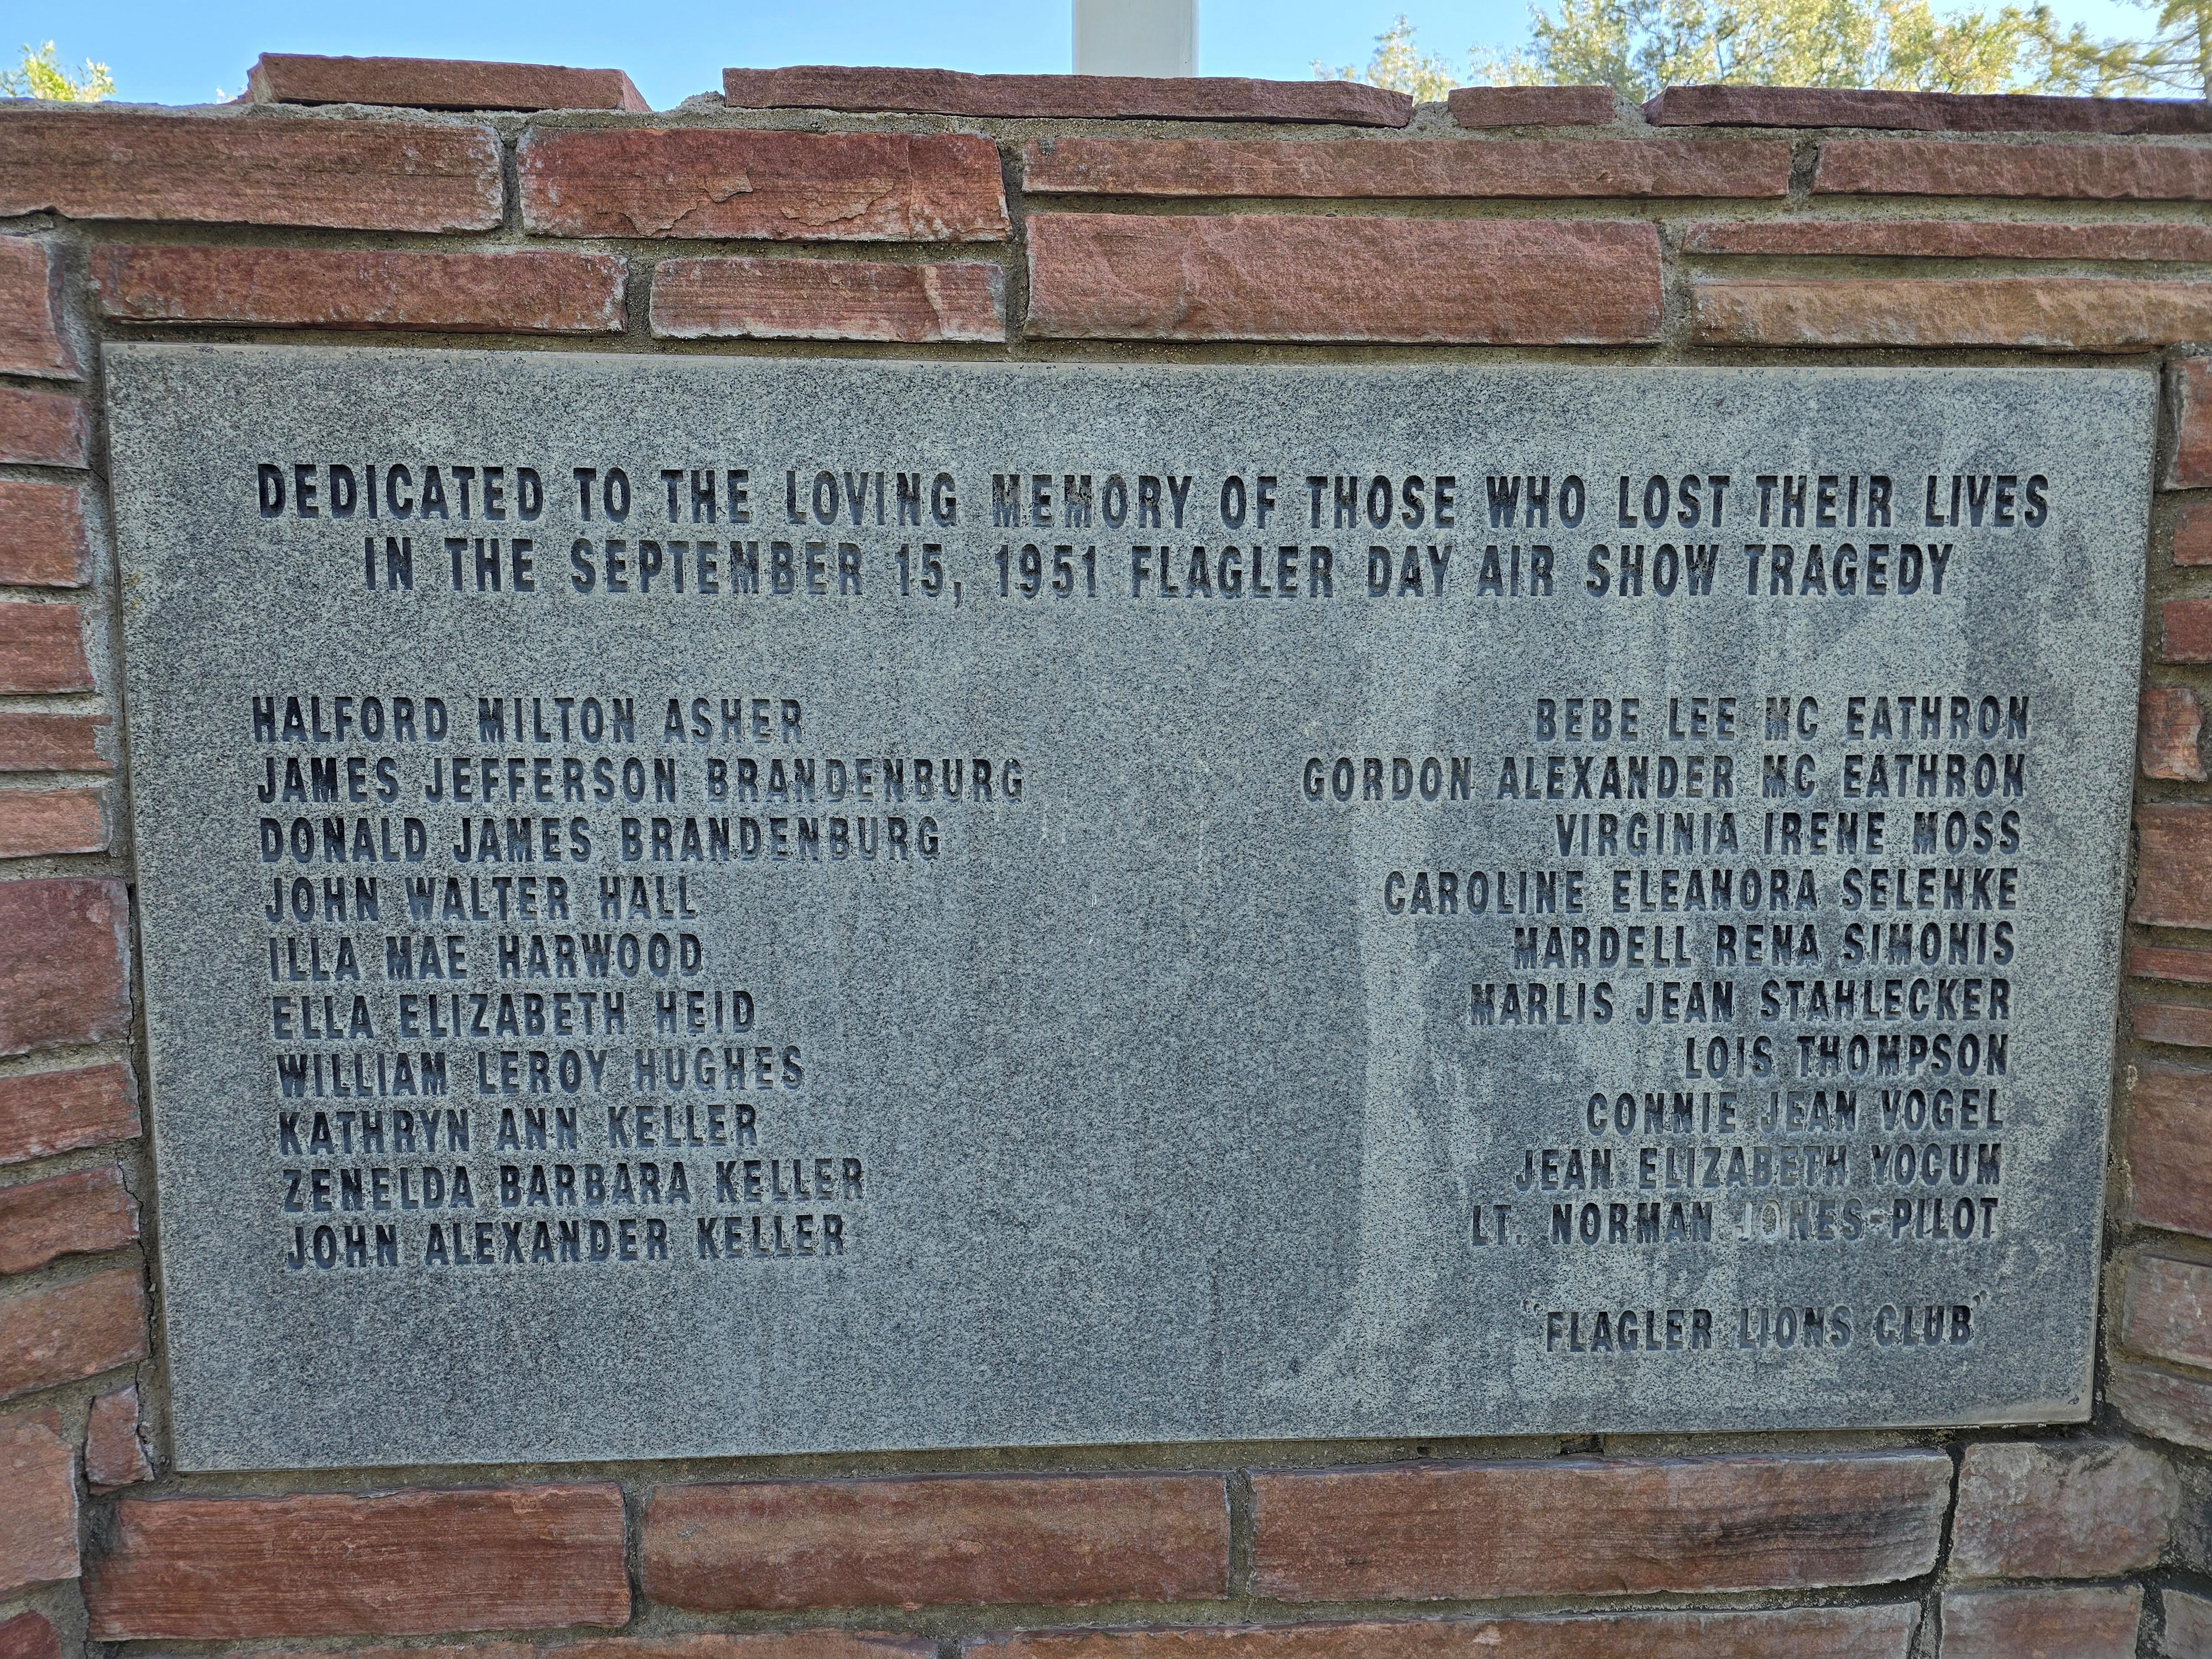 DEDICATED TO THE LOVING MEMORY OF THOSE WHO LOST THEIR LIVES
IN THE SEPTEMBER 15, 1951 FLAGLER DAY AIR SHOW TRAGEDY
HALFORD MILTON ASHER
JAMES JEFFERSON BRANDENBURG
DONALD JAMES BRANDENBURG
JOHN WALTER HALL
ILLA MAE HARWOOD
ELLA ELIZABETH HEID
WILLIAM LEROY HUGHES
KATHRYN ANN KELLER
ZENELDA BARBARA KELLER
JOHN ALEXANDER KELLER
BEBE LEE MC EATHRON
GORDON ALEXANDER MC EATHRON
VIRGINIA IRENE MOSS
CAROLINE ELEANORA SELENKE
MARDELL RENA SIMONIS
MARLIS JEAN STAHLECKER
LOIS THOMPSON
CONNIE JEAN VOGEL
JEAN ELIZABETH YOCUM
LT. NORMAN JONES-PILOT
"FLAGLER LIONS CLUB"